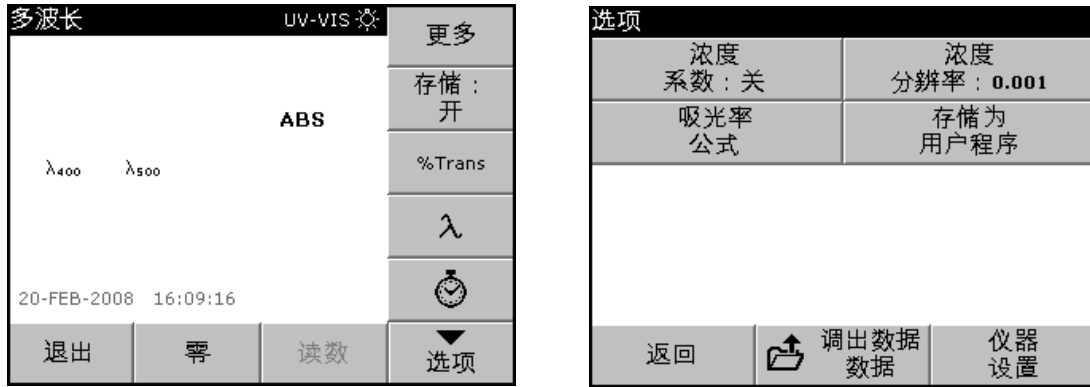 多波长 UV-VIS
更多
存储：
开
ABS
%Trans
λ400 λ500
λ
20-FEB-2008 16:09:16
退出 零 读数 选项
选项
浓度
系数：关
浓度
分辨率：0.001
吸光率
公式
存储为
用户程序
返回
调出数据
数据
仪器
设置